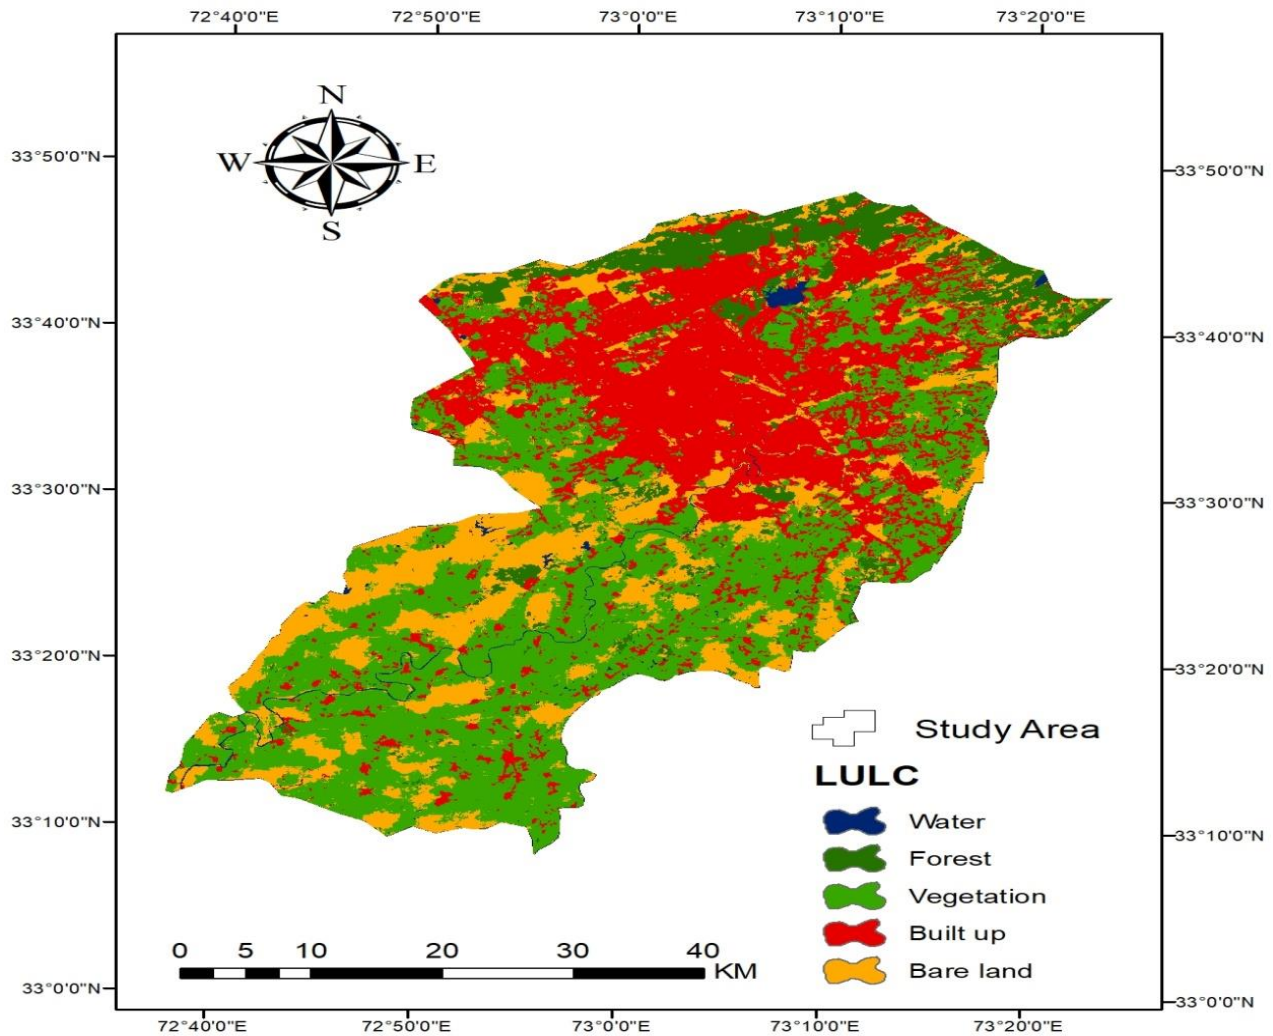 72°40'0"E 72°50'0"E 73°0'0"E 73°10'0"E 73°20'0"E
N
W E
S
33°50'0"N 33°50'0"N
33°40'0"N 33°40'0"N
33°30'0"N 33°30'0"N
33°20'0"N 33°20'0"N
Study Area
LULC
33°10'0"N Water 33°10'0"N
Forest
Vegetation
Built up
0 5 10 20 30 40
KM Bare land
33°0'0"N 33°0'0"N
72°40'0"E 72°50'0"E 73°0'0"E 73°10'0"E 73°20'0"E